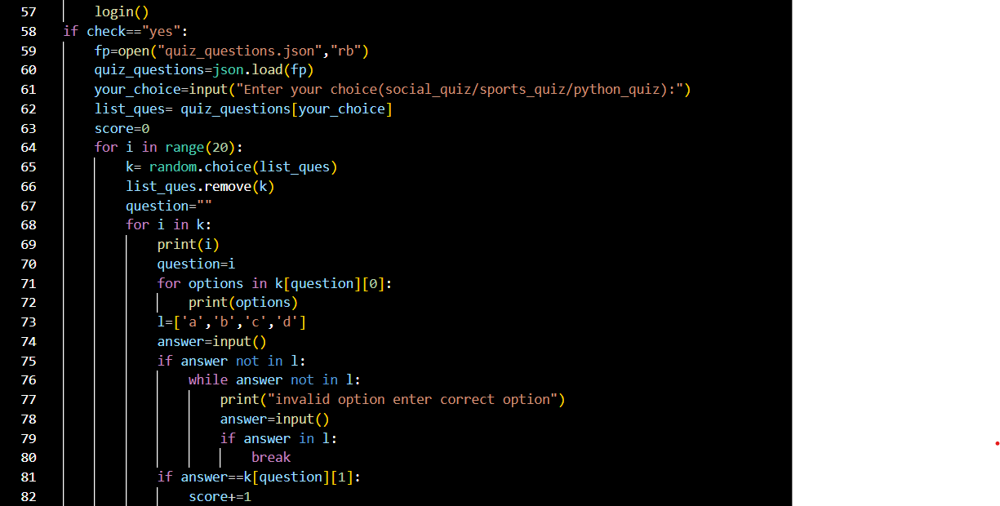 57 login()
58 if check=="yes":
59 fp=open("quiz_questions.json","rb")
60 quiz_questions=json.load(fp)
61 your_choice=input("Enter your choice(social_quiz/sports_quiz/python_quiz):")
62 list_ques= quiz_questions[your_choice]
63 score=0
64 for i in range(20):
65 k= random.choice(list_ques)
66 list_ques.remove(k)
67 question=""
68 for i in k:
69 print(i)
70 question=i
71 for options in k[question][0]:
72 print(options)
73 l=['a','b','c','d']
74 answer=input()
75 if answer not in l:
76 while answer not in l:
77 print("invalid option enter correct option")
78 answer=input()
79 if answer in l:
80 break
81 if answer==k[question][1]:
82 score+=1